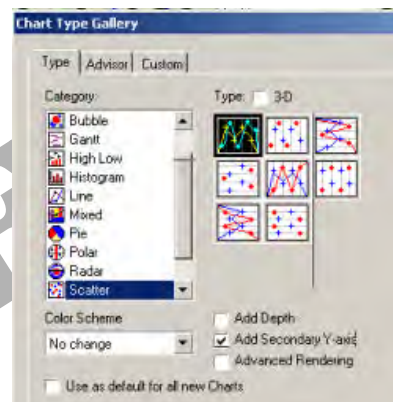 Chart Type Gallery
Type Advisor Custom
Category: Type: 3-D
Bubble
Gantt
High Low
Histogram
Line
Mixed
Pie
Polar
Radar
Scatter
Color Scheme Add Depth
No change Add Secondary Y-axis
Advanced Rendering
Use as default for all new Charts